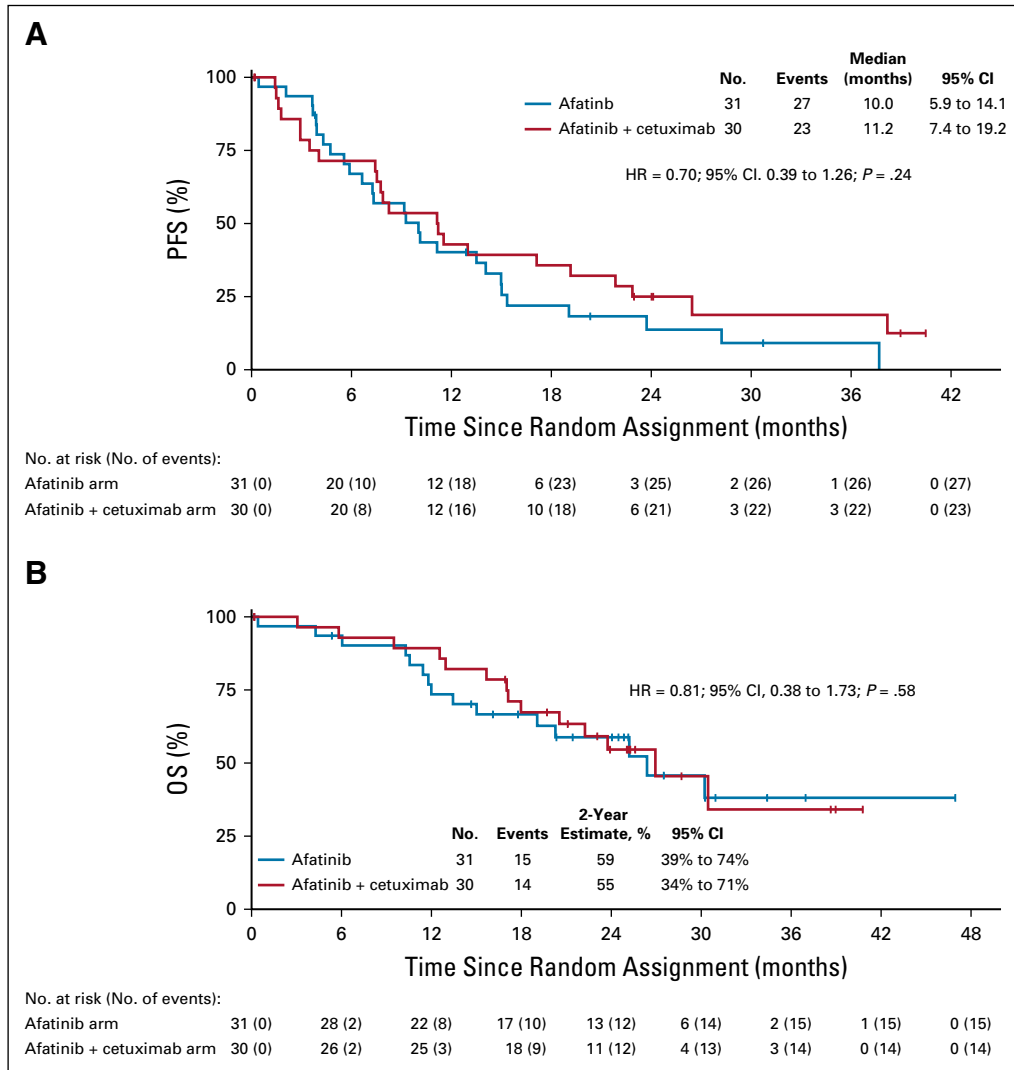 A
Median
No. Events (months) 95% CI
Afatinb 31 27 10.0 5.9 to 14.1
Afatinib + cetuximab 30 23 11.2 7.4 to 19.2
HR = 0.70; 95% CI. 0.39 to 1.26; P = .24
100
75
50
25
0
PFS (%)
0 6 12 18 24 30 36 42
Time Since Random Assignment (months)
No. at risk (No. of events):
Afatinib arm 31 (0) 20 (10) 12 (18) 6 (23) 3 (25) 2 (26) 1 (26) 0 (27)
Afatinib + cetuximab arm 30 (0) 20 (8) 12 (16) 10 (18) 6 (21) 3 (22) 3 (22) 0 (23)
B
100
75
50
25
0
OS (%)
HR = 0.81; 95% CI, 0.38 to 1.73; P = .58
2-Year
No. Events Estimate, % 95% CI
Afatinib 31 15 59 39% to 74%
Afatinib + cetuximab 30 14 55 34% to 71%
0 6 12 18 24 30 36 42 48
Time Since Random Assignment (months)
No. at risk (No. of events):
Afatinib arm 31 (0) 28 (2) 22 (8) 17 (10) 13 (12) 6 (14) 2 (15) 1 (15) 0 (15)
Afatinib + cetuximab arm 30 (0) 26 (2) 25 (3) 18 (9) 11 (12) 4 (13) 3 (14) 0 (14) 0 (14)